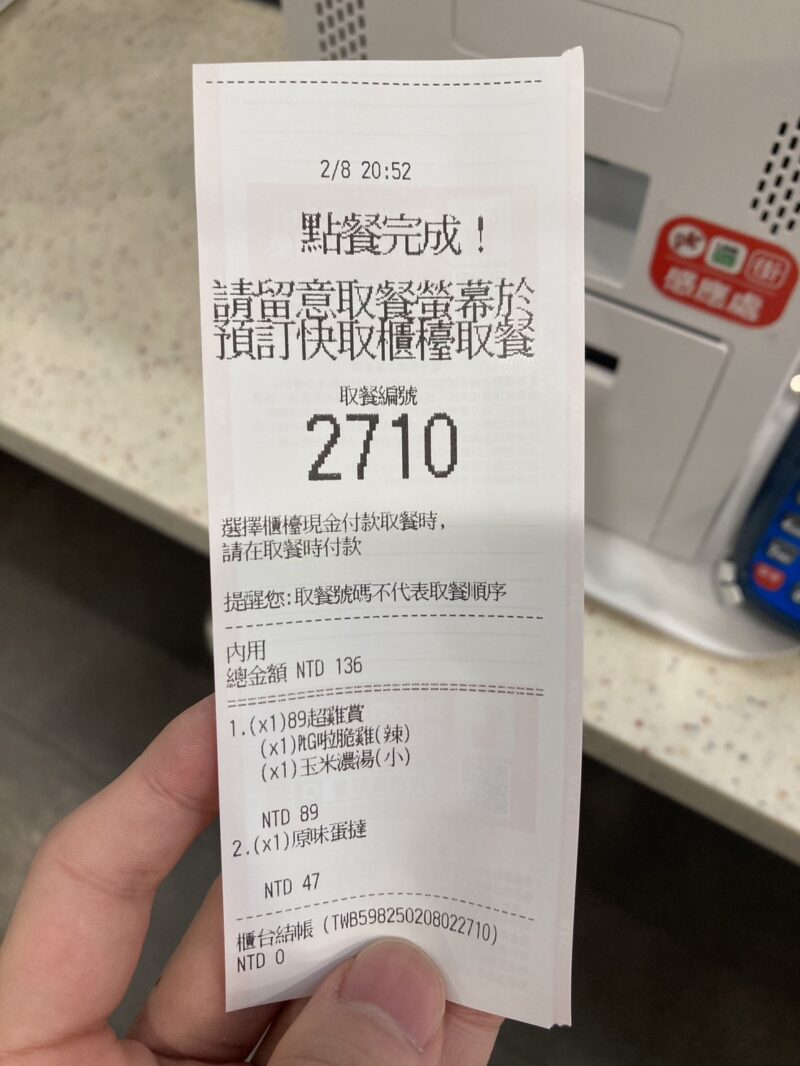 2/8 20:52
點餐完成！
請留意取餐螢幕於
預訂快取櫃檯取餐
取餐編號
2710
選擇櫃檯現金付款取餐時,
請在取餐時付款
提醒您:取餐號碼不代表取餐順序
內用
總金額 NTD 136
1.(x1)89超雞賞
(x1)啦脆雞(辣)
(x1)玉米濃湯(小)
NTD 89
2.(x1)原味蛋撻
NTD 47
櫃台結帳 (TWB598250208022710)
NTD 0
街
感應處